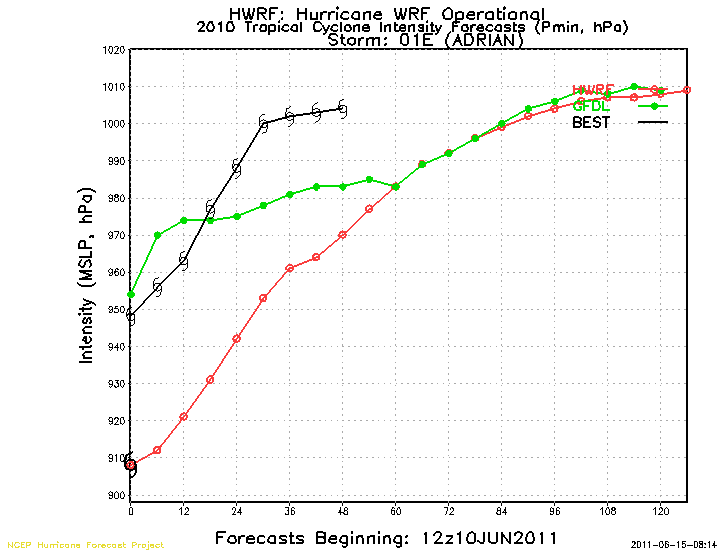 HWRF: Hurricane WRF Operational
2010 Tropical Cyclone Intensity Forecasts (Pmin, hPa)
Storm: 01E (ADRIAN)
1020
1010
1000
990
980
970
960
950
940
930
920
910
900
Intensity (MSLP, hPa)
HWRF
GFDL
BEST
0 12 24 36 48 60 72 84 96 108 120
Forecasts Beginning: 12z10JUN2011
NCEP Hurricane Forecast Project
2011-06-15-08:14